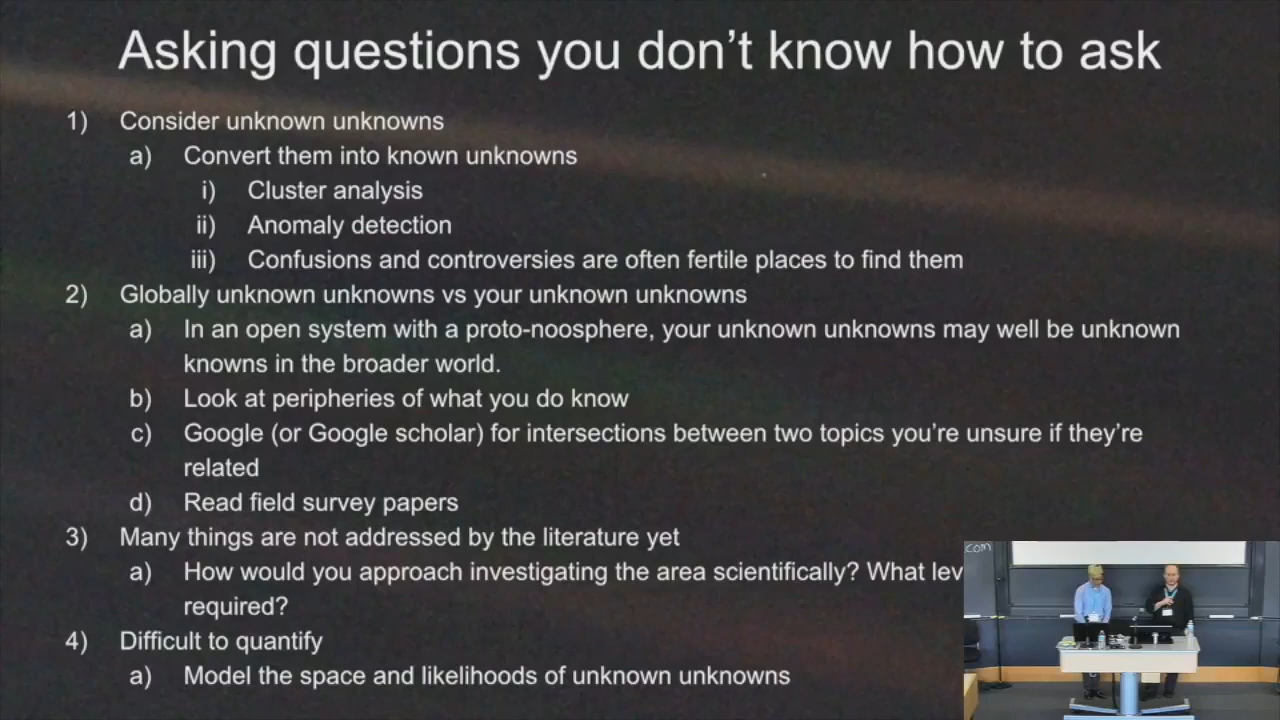 Asking questions you don't know how to ask
1) Consider unknown unknowns
a) Convert them into known unknowns
i) Cluster analysis
ii) Anomaly detection
iii) Confusions and controversies are often fertile places to find them
2) Globally unknown unknowns vs your unknown unknowns
a) In an open system with a proto-noosphere, your unknown unknowns may well be unknown
knowns in the broader world.
b) Look at peripheries of what you do know
c) Google (or Google scholar) for intersections between two topics you're unsure if they're
related
d) Read field survey papers
3) Many things are not addressed by the literature yet
a) How would you approach investigating the area scientifically? What lev
required?
4) Difficult to quantify
a) Model the space and likelihoods of unknown unknowns
com